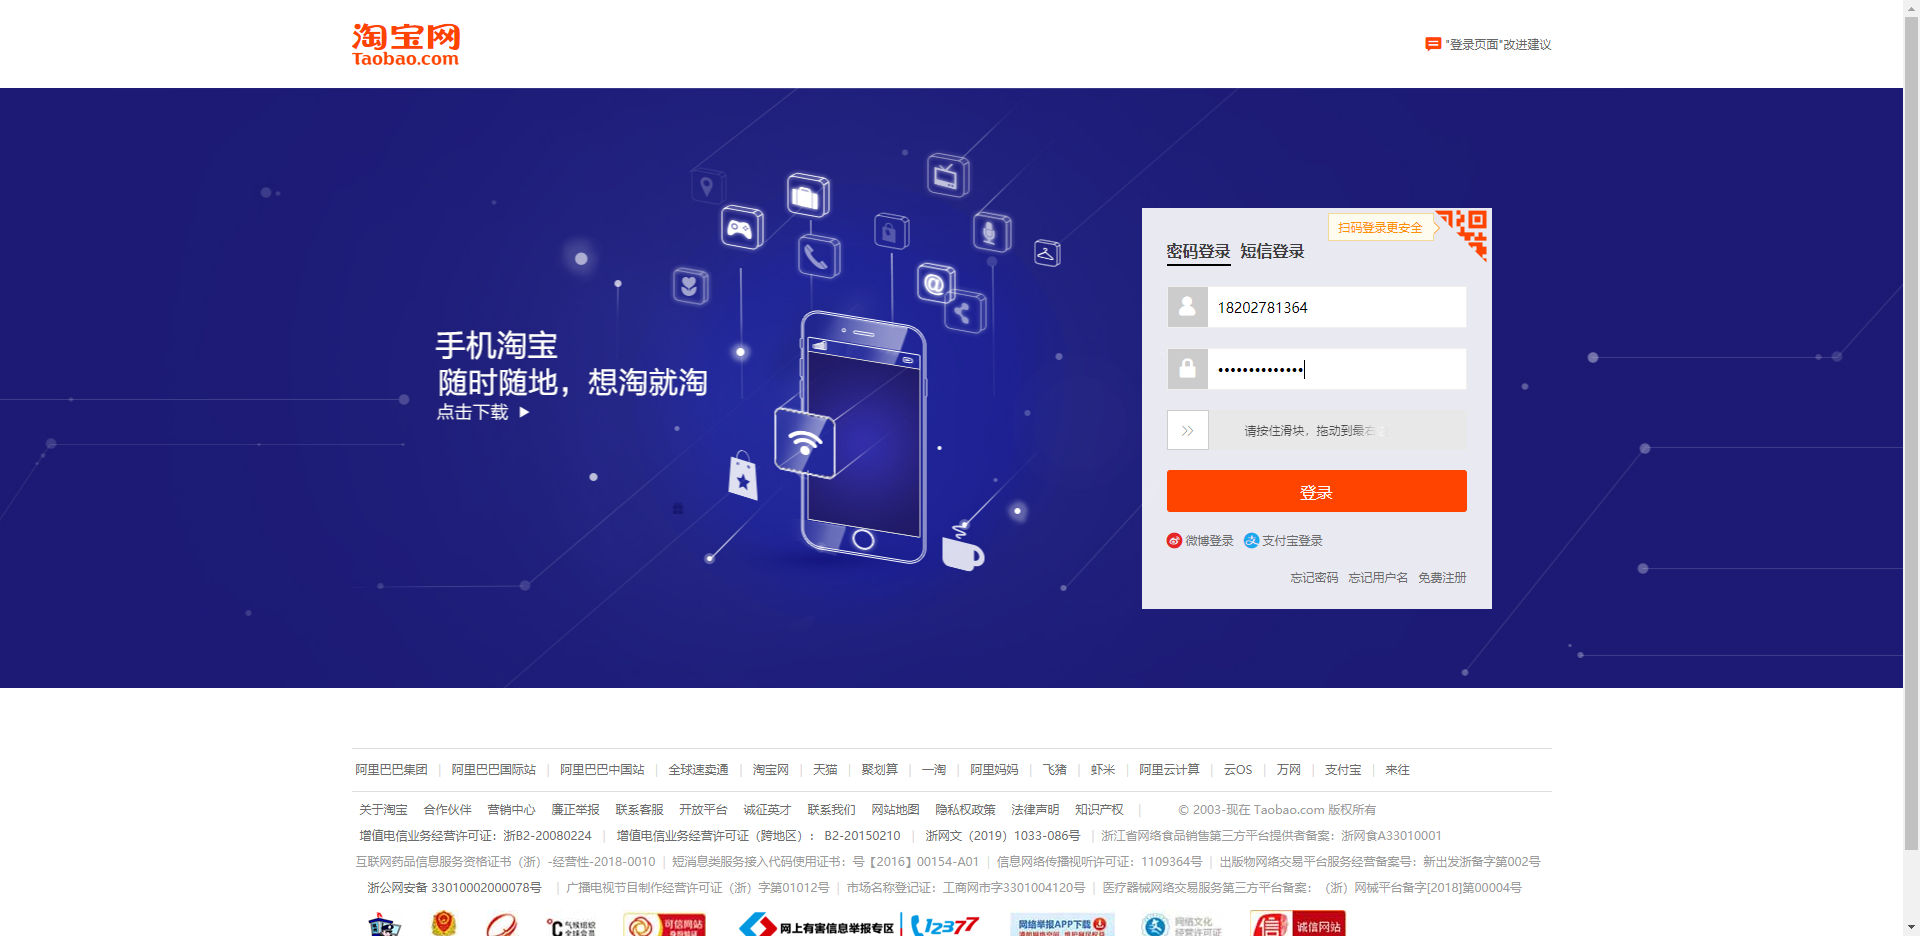 淘宝网
Taobao.com
"登录页面"改进建议
手机淘宝
随时随地，想淘就淘
点击下载
扫码登录更安全
密码登录 短信登录
18202781364
请按住滑块，拖动到最右
登录
微博登录 支付宝登录
忘记密码 忘记用户名 免费注册
阿里巴巴集团 | 阿里巴巴国际站 | 阿里巴巴中国站 | 全球速卖通 | 淘宝网 | 天猫 | 聚划算 | 一淘 | 阿里妈妈 | 飞猪 | 虾米 | 阿里云计算 | 云OS | 万网 | 支付宝 | 来往
关于淘宝 合作伙伴 营销中心 廉正举报 联系客服 开放平台 诚征英才 联系我们 网站地图 隐私权政策 法律声明 知识产权 | © 2003-现在 Taobao.com 版权所有
增值电信业务经营许可证：浙B2-20080224 | 增值电信业务经营许可证（跨地区）： B2-20150210 | 浙网文（2019）1033-086号 | 浙江省网络食品销售第三方平台提供者备案：浙网食A33010001
互联网药品信息服务资格证书（浙）-经营性-2018-0010 | 短消息类服务接入代码使用证书：号【2016】00154-A01 | 信息网络传播视听许可证：1109364号 | 出版物网络交易平台服务经营备案号：新出发浙备字第002号
浙公网安备 33010002000078号 | 广播电视节目制作经营许可证（浙）字第01012号 | 市场名称登记证：工商网市字3301004120号 | 医疗器械网络交易服务第三方平台备案：（浙）网械平台备字[2018]第00004号
℃ 气候组织
可信网站
网上有害信息举报专区
12377
网络举报APP下载
网络文化
经营许可证
信 诚信网站